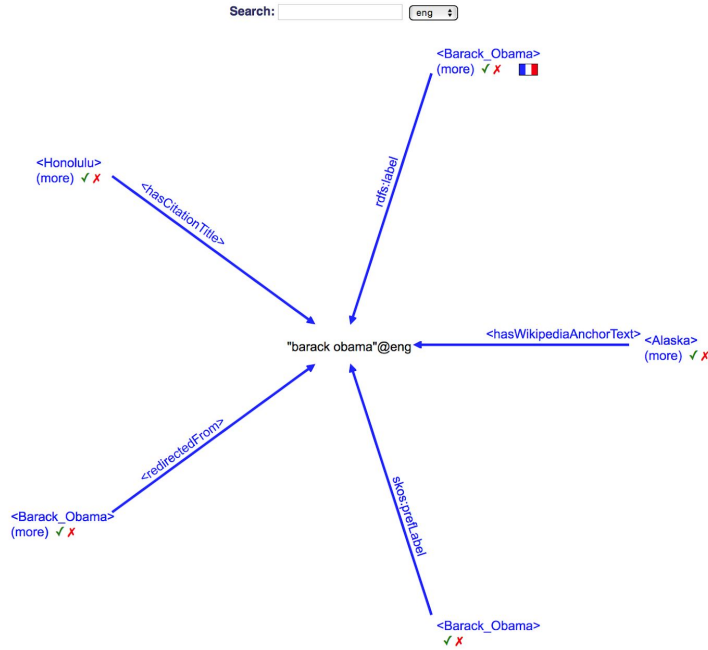 Search: eng
<Barack_Obama>
(more) ✓ ✗
<Honolulu>
(more) ✓ ✗
<hasCitationTitle>
rdfs:label
"barack obama"@eng
<hasWikipediaAnchorText>
<Alaska>
(more) ✓ ✗
<redirectedFrom>
skos:prefLabel
<Barack_Obama>
(more) ✓ ✗
<Barack_Obama>
✓ ✗